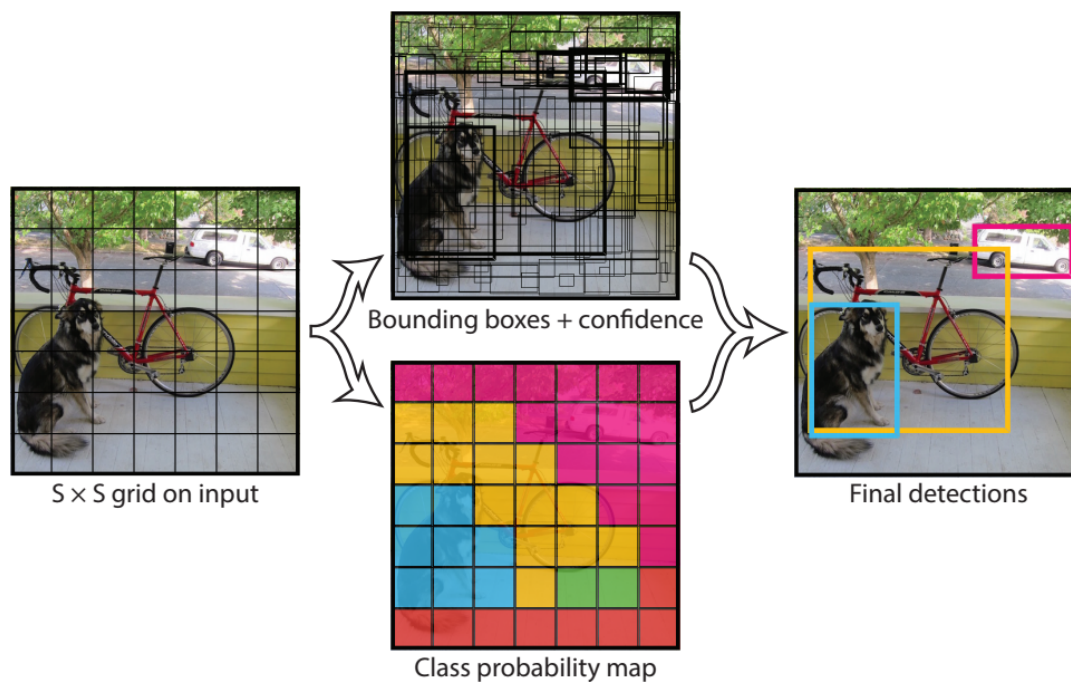 Bounding boxes + confidence
S × S grid on input
Final detections
Class probability map